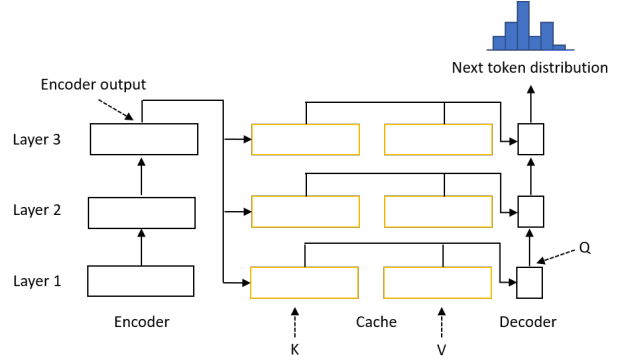 Next token distribution
Encoder output
Layer 3
Layer 2
Q
Layer 1
Encoder
Cache
Decoder
K
V